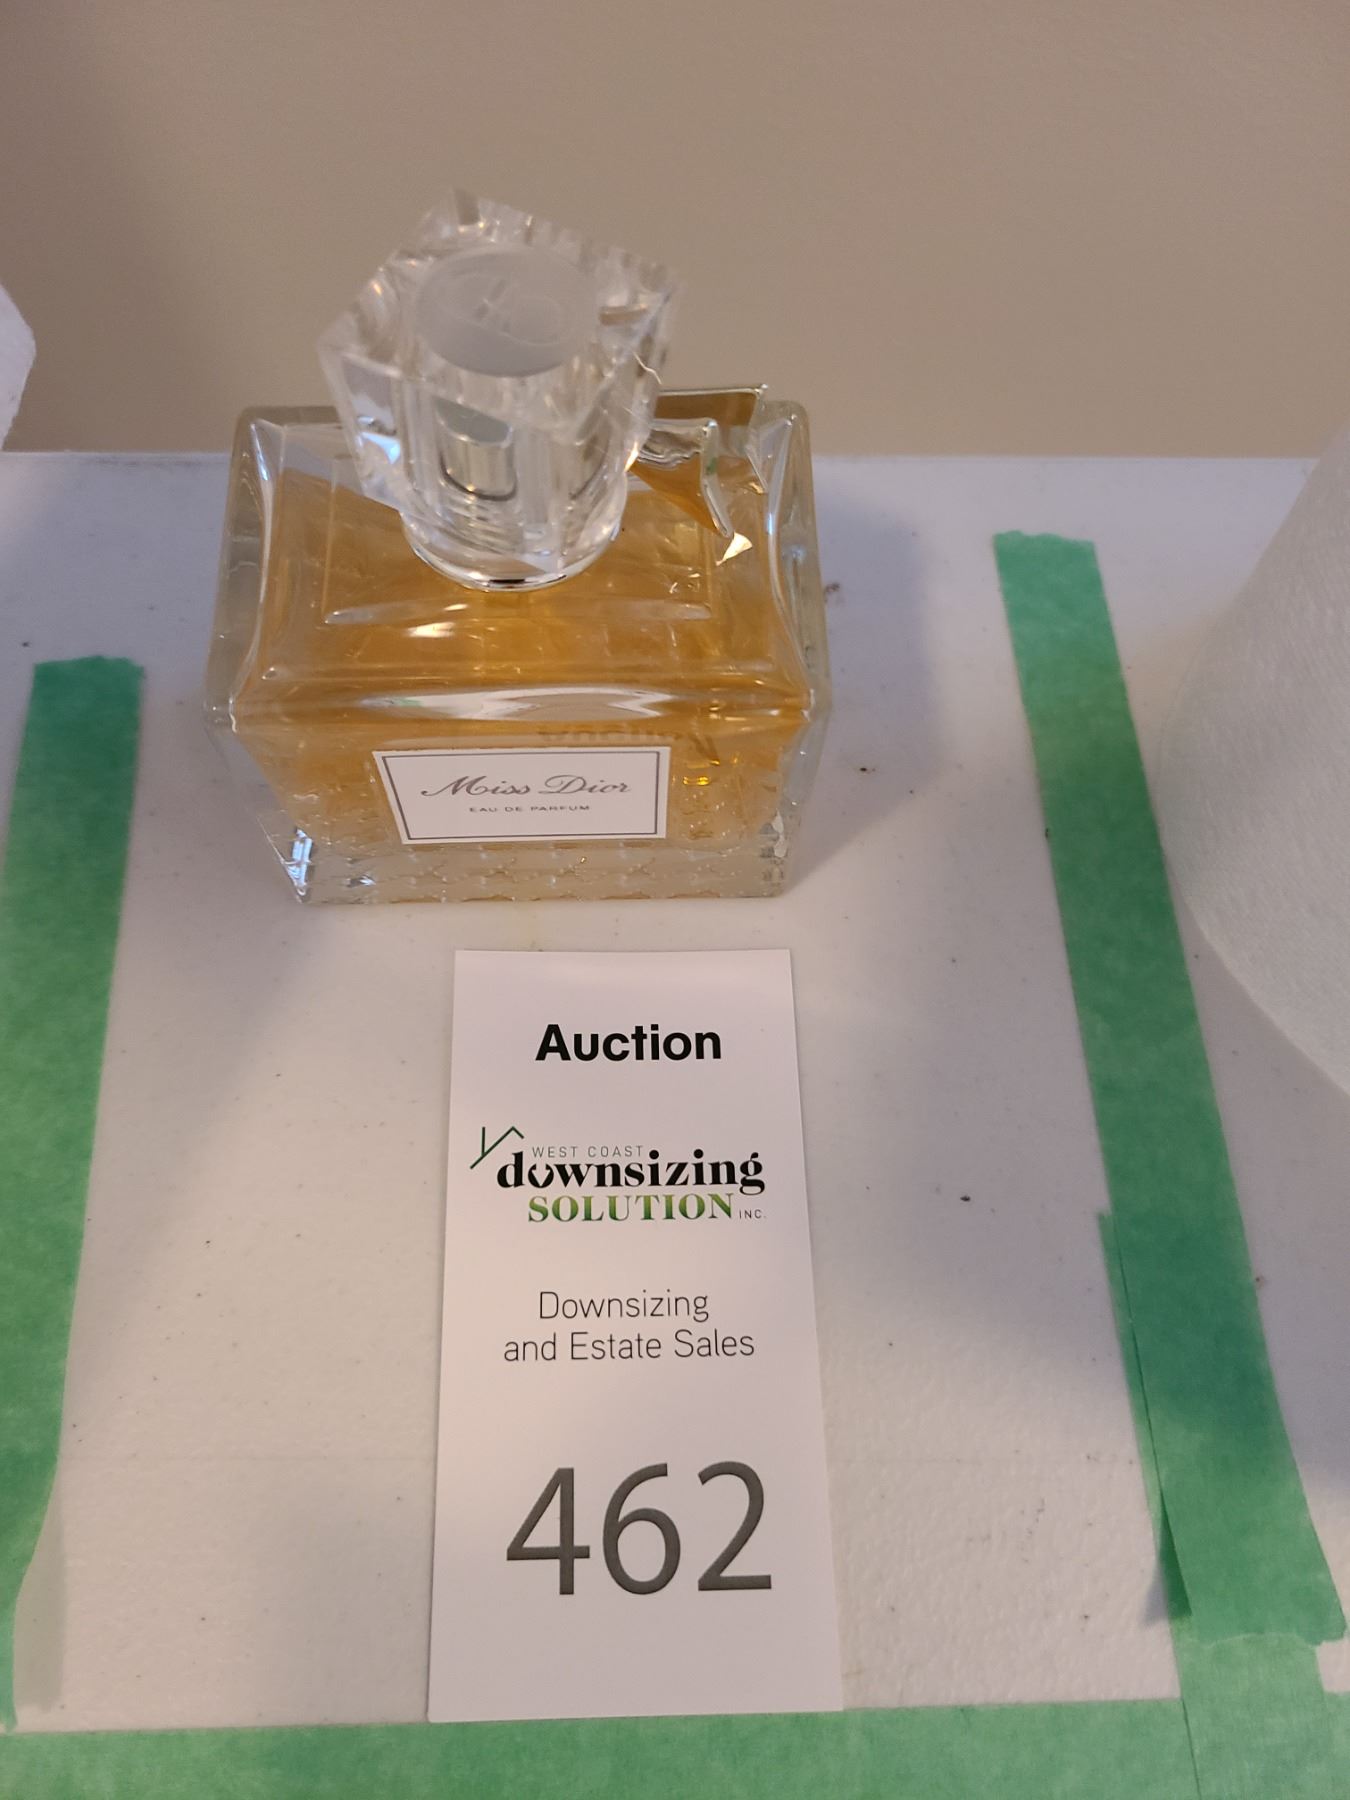 Miss Dior
EAU DE PARFUM
Auction
WEST COAST
downsizing
SOLUTION INC.
Downsizing
and Estate Sales
462